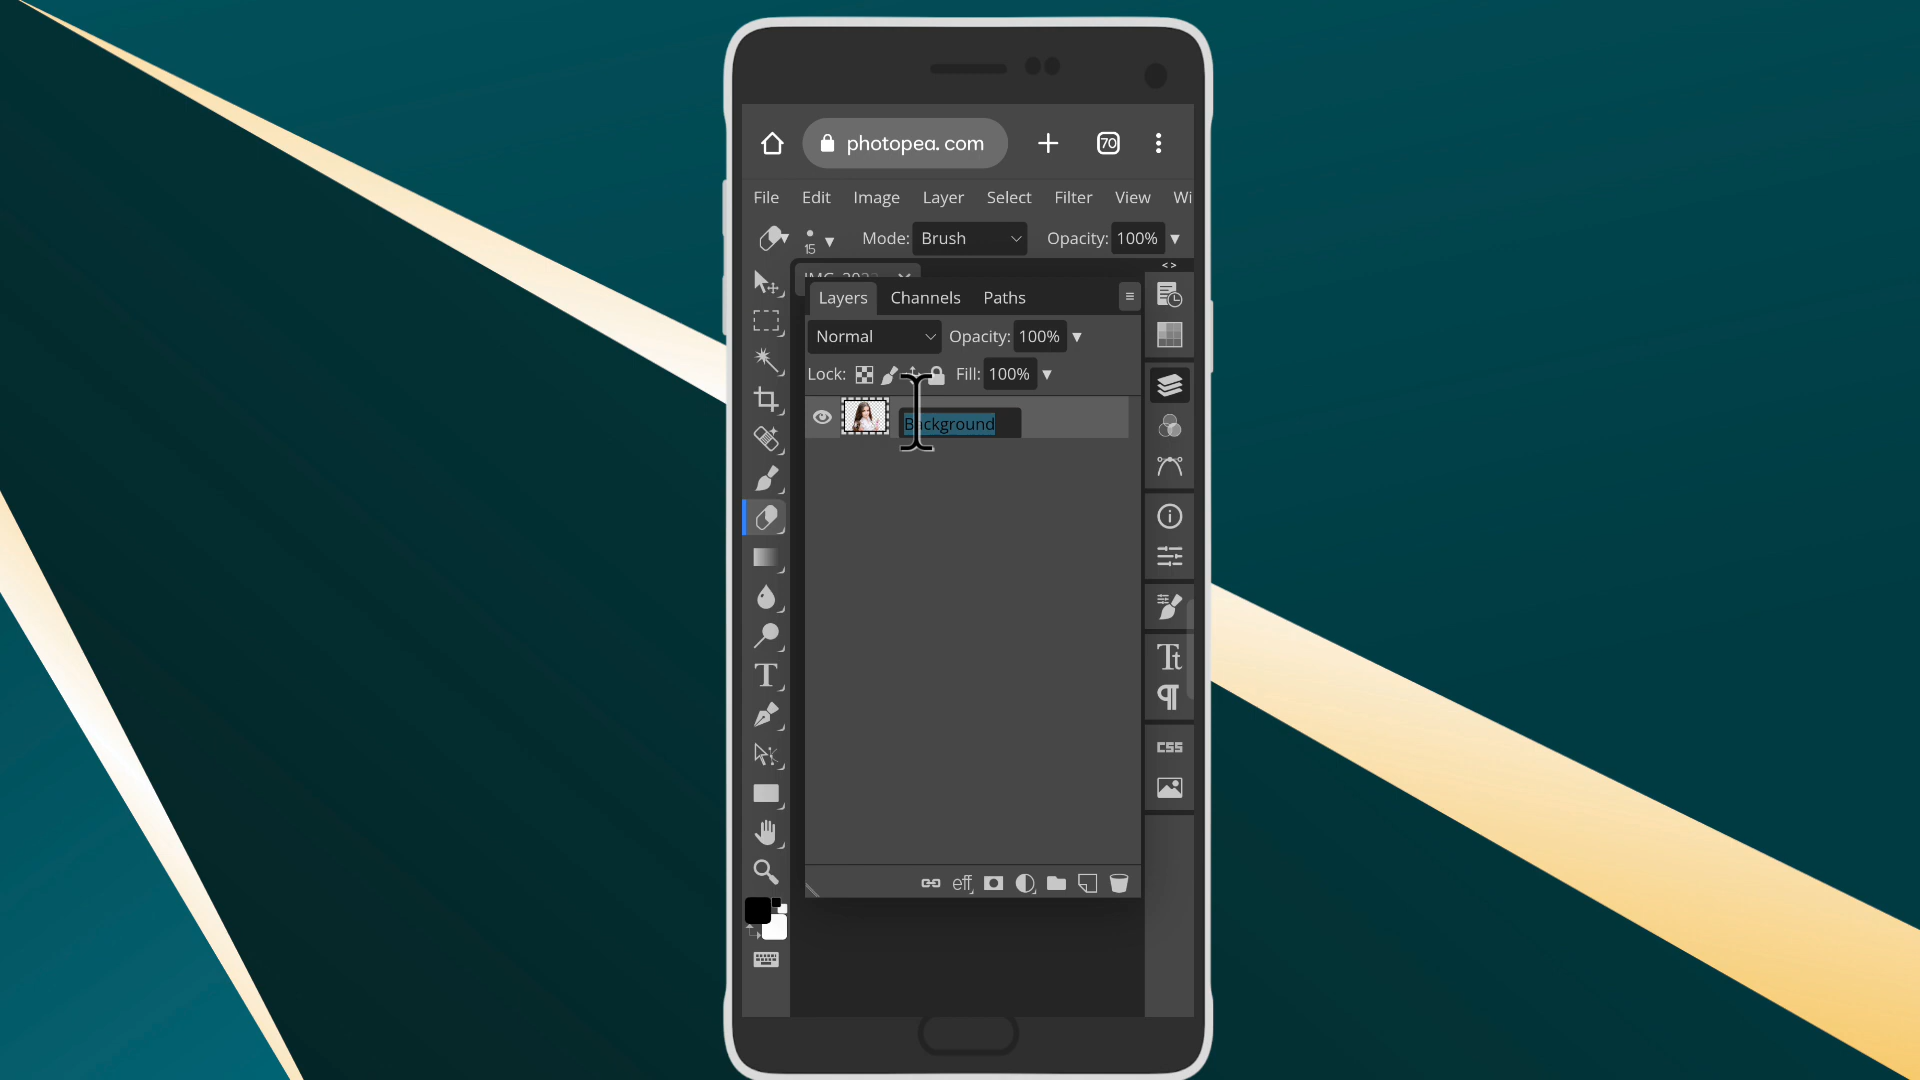 photopea. com
70
File Edit Image Layer Select Filter View Wi
15 Mode: Brush Opacity: 100%
< >
Layers Channels Paths
Normal Opacity: 100%
Lock: Fill: 100%
Background
eff
T
Tt
¶
CSS